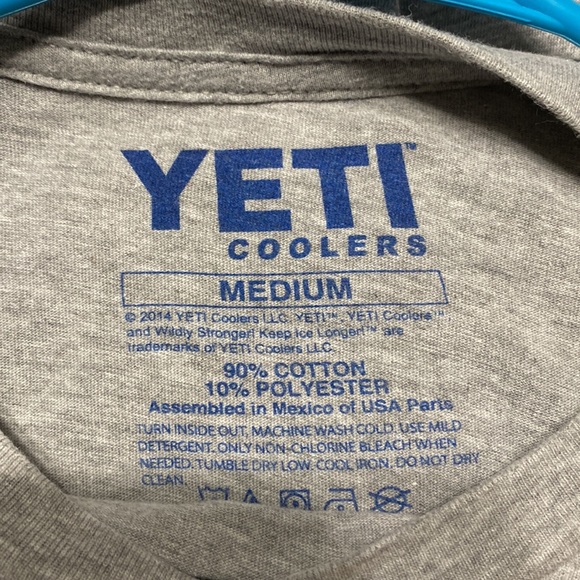 YETI™
COOLERS
MEDIUM
© 2014 YETI Coolers LLC. YETI™, YETI Coolers™
and Wildly Stronger! Keep Ice Longer!™ are
trademarks of YETI Coolers LLC.
90% COTTON
10% POLYESTER
Assembled in Mexico of USA Parts
TURN INSIDE OUT. MACHINE WASH COLD. USE MILD
DETERGENT. ONLY NON-CHLORINE BLEACH WHEN
NEEDED. TUMBLE DRY LOW. COOL IRON. DO NOT DRY
CLEAN.